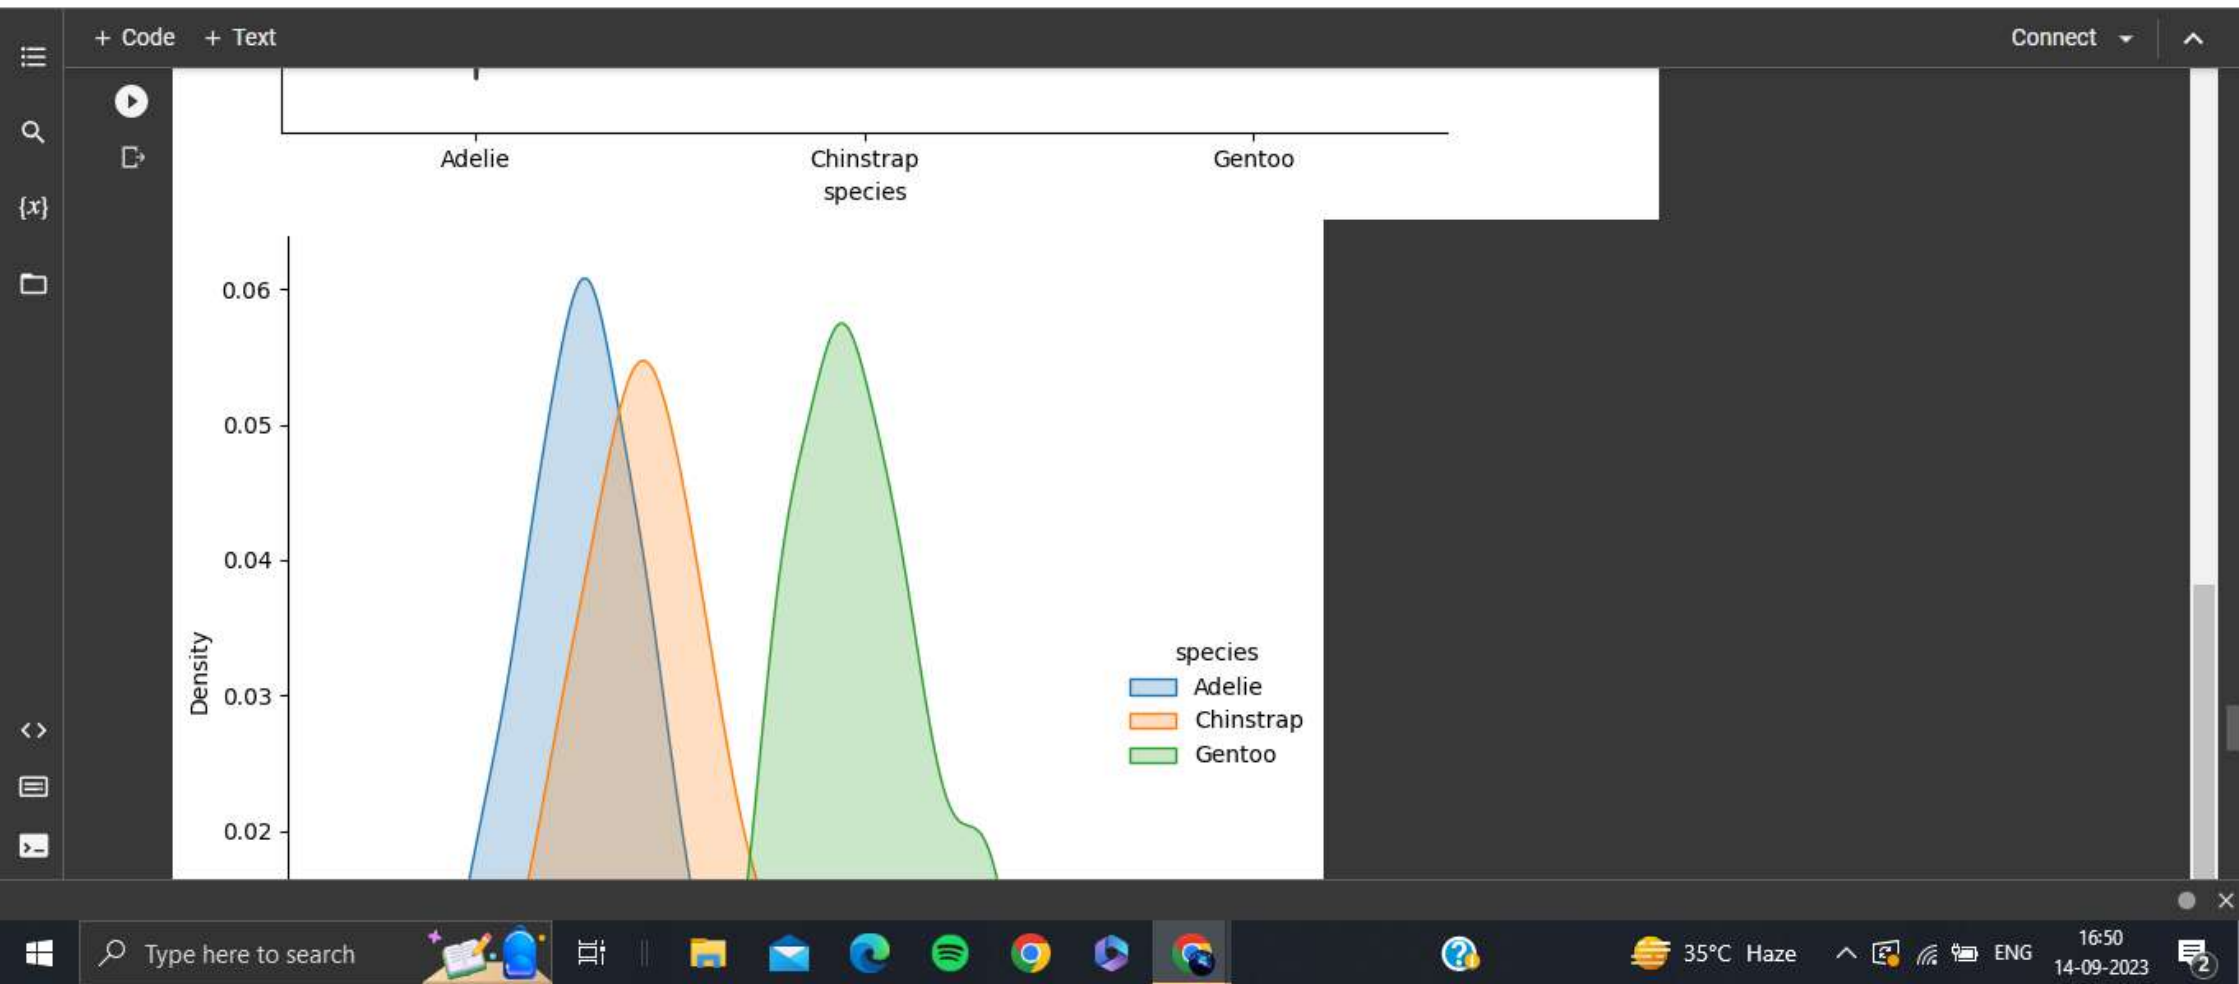 + Code + Text
Connect
{x}
Adelie Chinstrap Gentoo
species
0.06
0.05
0.04
0.03
0.02
Density
species
Adelie
Chinstrap
Gentoo
Type here to search
35°C Haze
ENG
16:50
14-09-2023
2